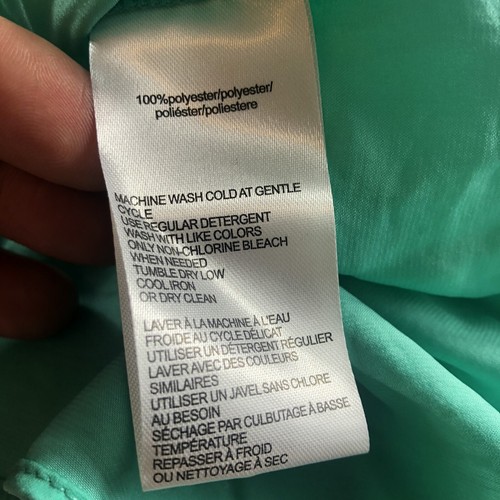 100%polyester/polyester/
poliéster/poliestere
MACHINE WASH COLD AT GENTLE
CYCLE
USE REGULAR DETERGENT
WASH WITH LIKE COLORS
ONLY NON-CHLORINE BLEACH
WHEN NEEDED
TUMBLE DRY LOW
COOL IRON
OR DRY CLEAN
LAVER À LA MACHINE À L'EAU
FROIDE AU CYCLE DÉLICAT
UTILISER UN DÉTERGENT RÉGULIER
LAVER AVEC DES COULEURS
SIMILAIRES
UTILISER UN JAVEL SANS CHLORE
AU BESOIN
SÉCHAGE PAR CULBUTAGE À BASSE
TEMPÉRATURE
REPASSER À FROID
OU NETTOYAGE À SEC